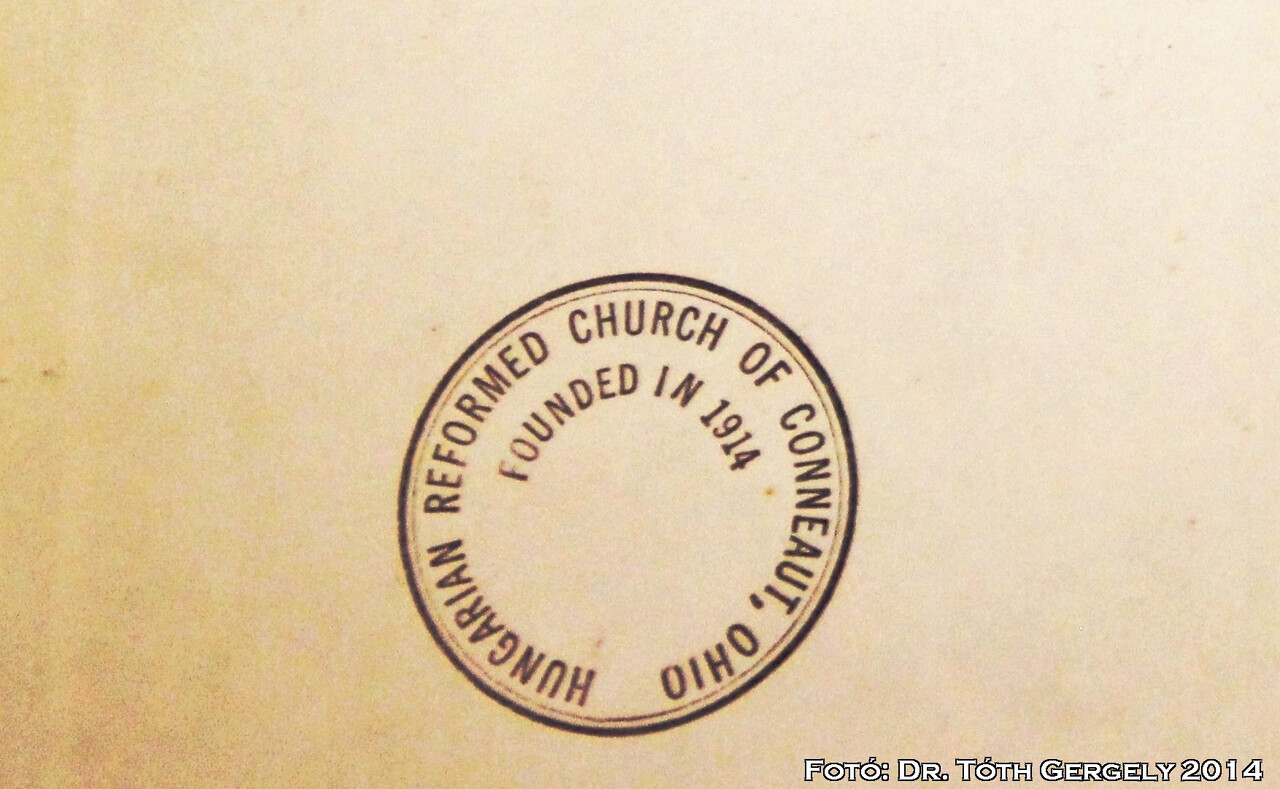 HUNGARIAN REFORMED CHURCH OF CONNEAUT, OHIO
FOUNDED IN 1914
Fotó: Dr. Tóth Gergely 2014